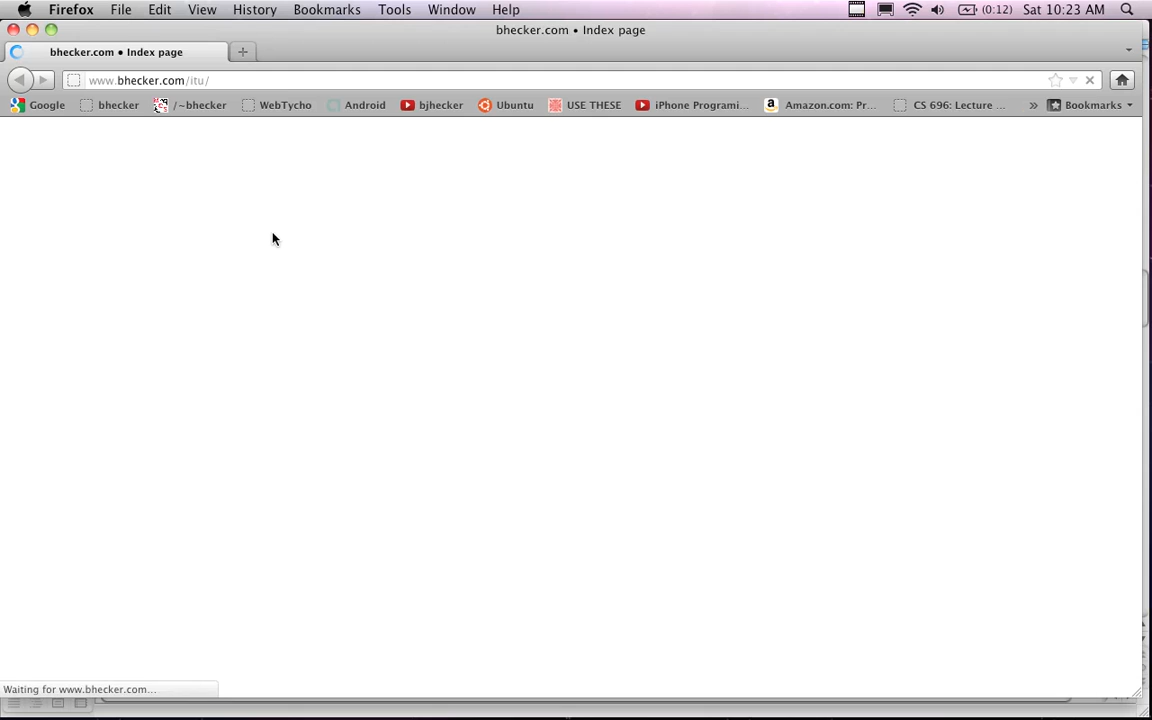 Firefox File Edit View History Bookmarks Tools Window Help (0:12) Sat 10:23 AM
bhecker.com • Index page
bhecker.com • Index page
www.bhecker.com/itu/
Google bhecker /~bhecker WebTycho Android bjhecker Ubuntu USE THESE iPhone Programi... Amazon.com: Pr... CS 696: Lecture ... » Bookmarks
Waiting for www.bhecker.com...